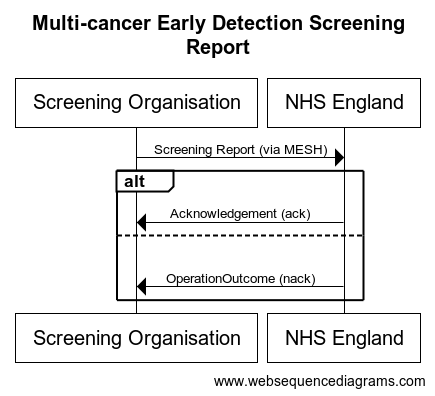 Multi-cancer Early Detection Screening
Report
Screening Organisation
NHS England
Screening Report (via MESH)
alt
Acknowledgement (ack)
OperationOutcome (nack)
Screening Organisation
NHS England
www.websequencediagrams.com